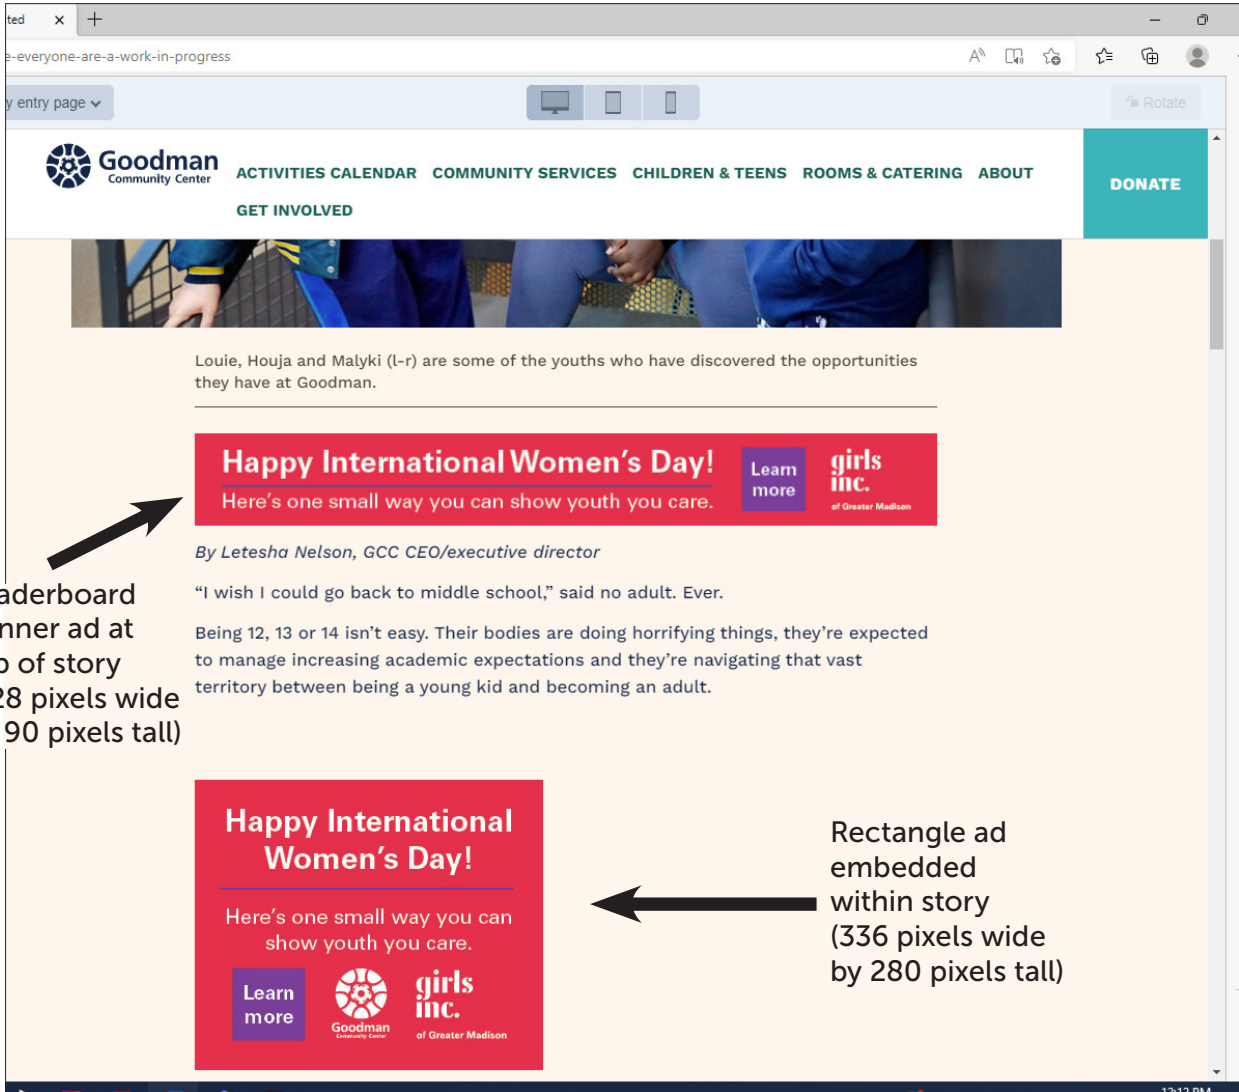 ted
e-everyone-are-a-work-in-progress
y entry page
Rotate
Goodman
Community Center
ACTIVITIES CALENDAR COMMUNITY SERVICES CHILDREN & TEENS ROOMS & CATERING ABOUT
GET INVOLVED
DONATE
Louie, Houja and Malyki (l-r) are some of the youths who have discovered the opportunities
they have at Goodman.
Happy International Women's Day!
Here's one small way you can show youth you care.
Learn
more
girls
inc.
of Greater Madison
By Letesha Nelson, GCC CEO/executive director
“I wish I could go back to middle school,” said no adult. Ever.
Being 12, 13 or 14 isn’t easy. Their bodies are doing horrifying things, they’re expected
to manage increasing academic expectations and they’re navigating that vast
territory between being a young kid and becoming an adult.
aderboard
nner ad at
of story
28 pixels wide
90 pixels tall)
Happy International
Women's Day!
Here's one small way you can
show youth you care.
Learn
more
Goodman
Community Center
girls
inc.
of Greater Madison
Rectangle ad
embedded
within story
(336 pixels wide
by 280 pixels tall)